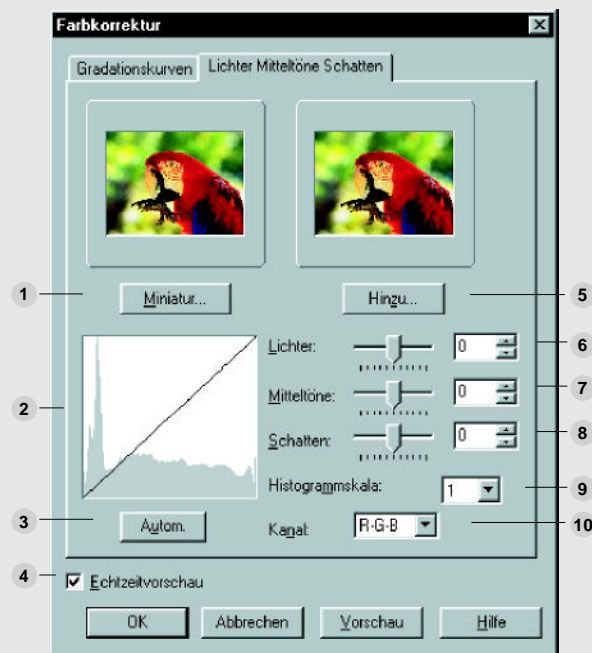 Farbkorrektur
Gradationskurven Lichter Mitteltöne Schatten
1 Miniatur... Hinzu... 5
Lichter: 0 6
2 Mitteltöne: 0 7
Schatten: 0 8
Histogrammskala: 1 9
3 Autom. Kanal: R-G-B 10
4 Echtzeitvorschau
OK Abbrechen Vorschau Hilfe